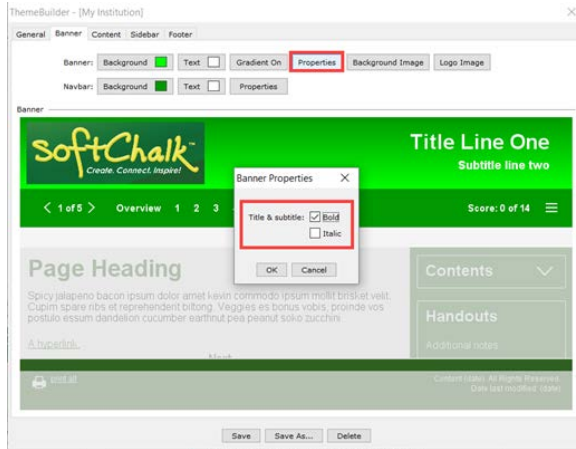 ThemeBuilder - [My Institution]
General Banner Content Sidebar Footer
Banner: Background Text Gradient On Properties Background Image Logo Image
Navbar: Background Text Properties
Banner
SoftChalk™
Create. Connect. Inspire!
Title Line One
Subtitle line two
Banner Properties
< 1 of 5 > Overview 1 2 3
Score: 0 of 14
Title & subtitle: Bold
Italic
OK Cancel
Page Heading
Contents
Spicy jalapeno bacon ipsum dolor amet kevin commodo ipsum mollit brisket velit.
Cupim spare ribs et reprehenderit biltong. Veggies es bonus vobis, proinde vos
postulo essum dandelion cucumber earthnut pea peanut soko zucchini.
Handouts
A hyperlink.
Additional notes
Next
print all
Content {date}. All Rights Reserved.
Date last modified: {date}
Save Save As... Delete